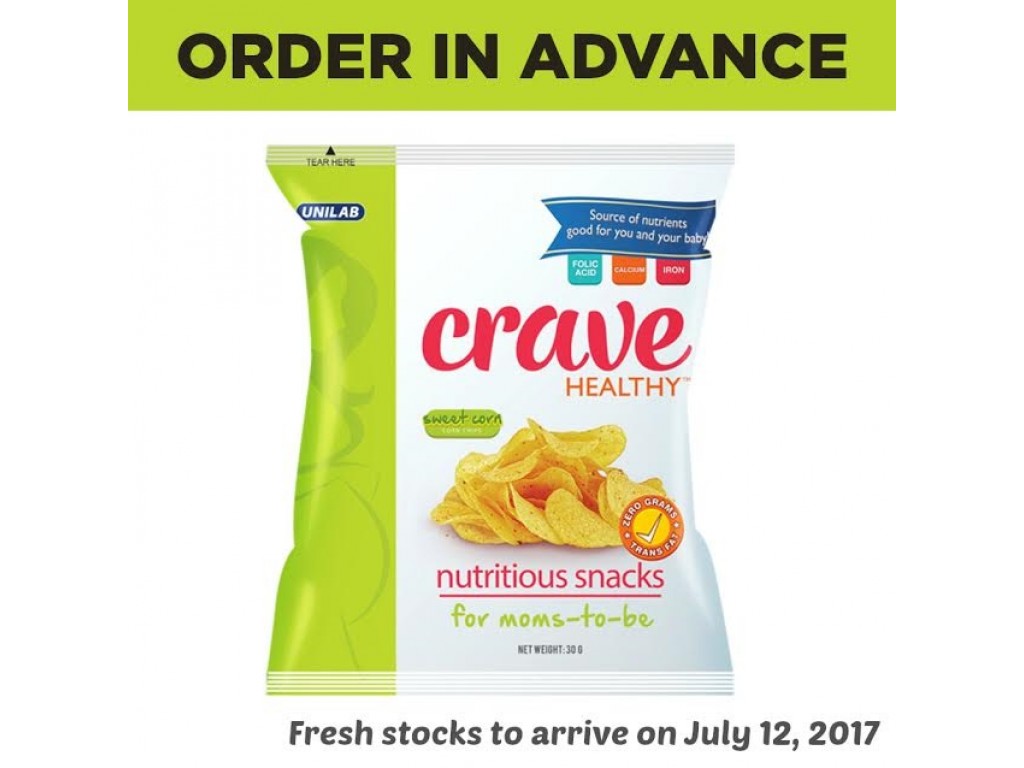 ORDER IN ADVANCE
TEAR HERE
UNILAB
Source of nutrients
good for you and your baby!
FOLIC
ACID
CALCIUM
IRON
crave
HEALTHY™
sweet corn
CORN CHIPS
ZERO GRAMS
TRANS FAT
nutritious snacks
for moms-to-be
NET WEIGHT: 30 G
Fresh stocks to arrive on July 12, 2017